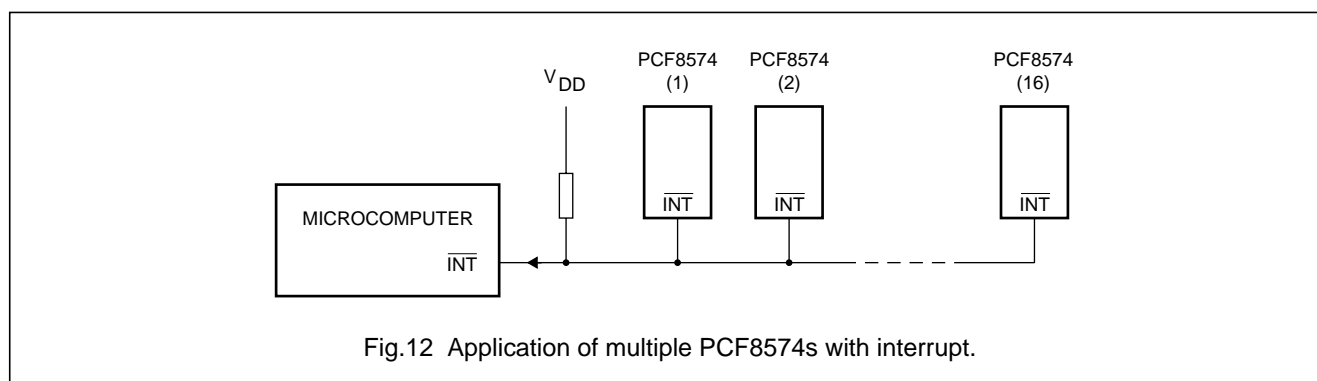 PCF8574
(1)
PCF8574
(2)
PCF8574
(16)
VDD
INT
INT
INT
MICROCOMPUTER
INT
Fig.12 Application of multiple PCF8574s with interrupt.